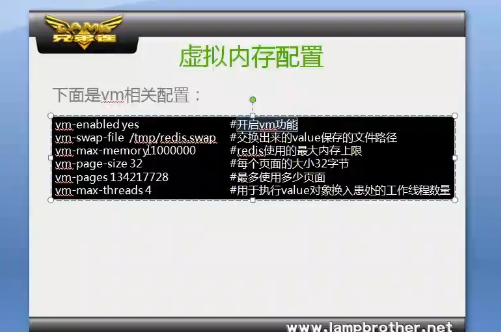 LAMP
兄弟连
虚拟内存配置
下面是vm相关配置：
vm-enabled yes #开启vm功能
vm-swap-file /tmp/redis.swap #交换出来的value保存的文件路径
vm-max-memory1000000 #redis使用的最大内存上限
vm-page-size 32 #每个页面的大小32字节
vm-pages 134217728 #最多使用多少页面
vm-max-threads 4 #用于执行value对象换入患处的工作线程数量
www.lampbrother.net